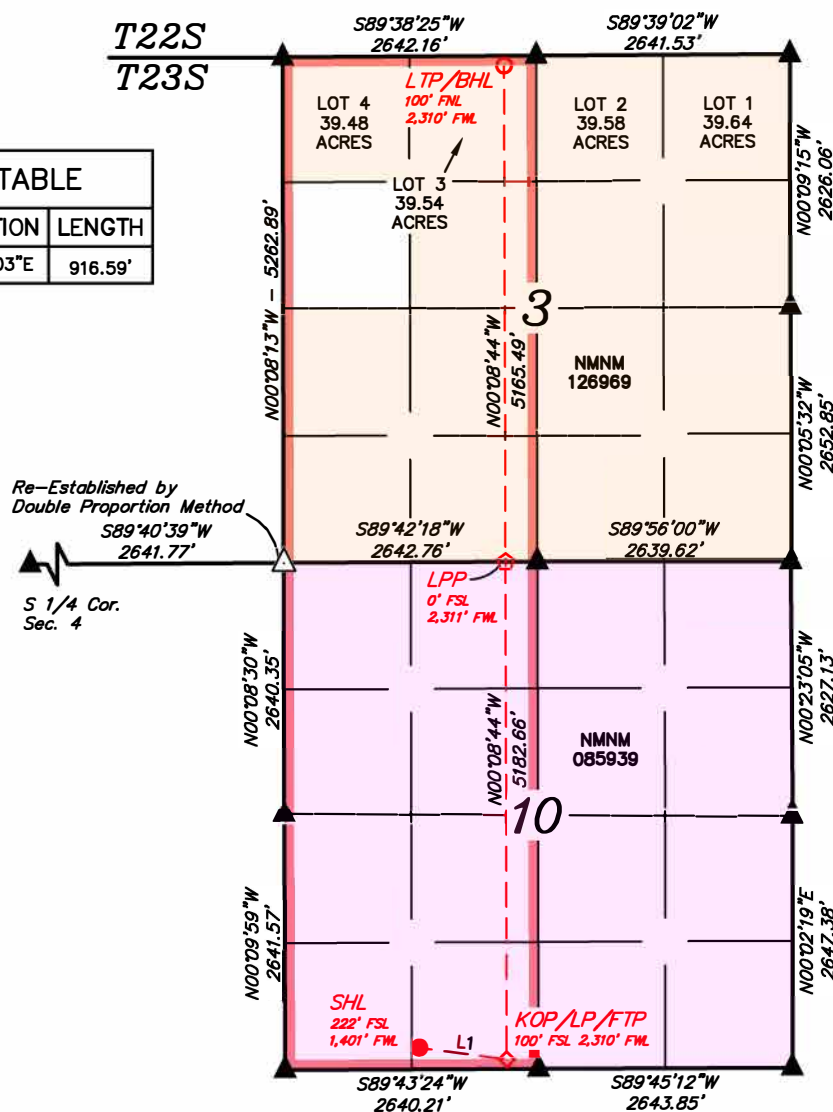 T22S
T23S
S89°38'25"W
2642.16'
S89°39'02"W
2641.53'
TABLE
LENGTH
03"E
916.59'
LOT 4
39.48
ACRES
LTP/BHL
100' FNL
2,310' FWL
LOT 3
39.54
ACRES
LOT 2
39.58
ACRES
LOT 1
39.64
ACRES
N00°09'15"W
2626.06'
N00°08'13"W – 5262.89'
3
N00°08'44"W
5165.49'
NMNM
126969
N00°05'32"W
2652.85'
Re–Established by
Double Proportion Method
S89°40'39"W
2641.77'
S89°42'18"W
2642.76'
S89°56'00"W
2639.62'
S 1/4 Cor.
Sec. 4
LPP
0' FSL
2,311' FWL
N00°08'30"W
2640.35'
N00°08'44"W
5182.66'
NMNM
085939
N00°23'05"W
2627.13'
10
N00°09'59"W
2641.57'
N00°02'19"E
2647.38'
SHL
222' FSL
1,401' FWL
L1
KOP/LP/FTP
100' FSL 2,310' FWL
S89°43'24"W
2640.21'
S89°45'12"W
2643.85'